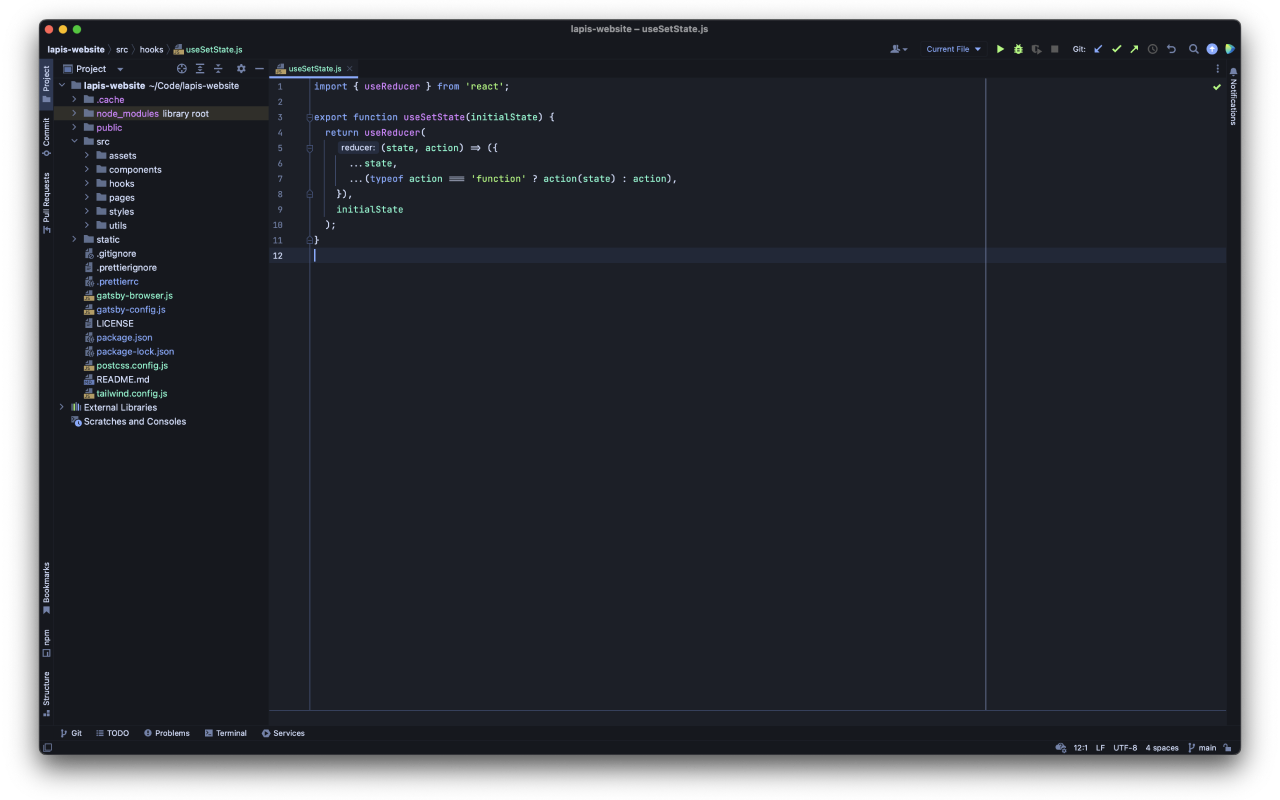 lapis-website – useSetState.js
lapis-website src hooks useSetState.js
Current File
Git:
Project
useSetState.js
Project
Commit
Pull Requests
Bookmarks
npm
Structure
lapis-website ~/Code/lapis-website
.cache
node_modules library root
public
src
assets
components
hooks
pages
styles
utils
static
.gitignore
.prettierignore
.prettierrc
gatsby-browser.js
gatsby-config.js
LICENSE
package.json
package-lock.json
postcss.config.js
README.md
tailwind.config.js
External Libraries
Scratches and Consoles
1 import { useReducer } from 'react';
2
3 export function useSetState(initialState) {
4 return useReducer(
5 reducer: (state, action) => ({
6 ...state,
7 ...(typeof action === 'function' ? action(state) : action),
8 }),
9 initialState
10 );
11 }
12
Notifications
Git TODO Problems Terminal Services
12:1 LF UTF-8 4 spaces main